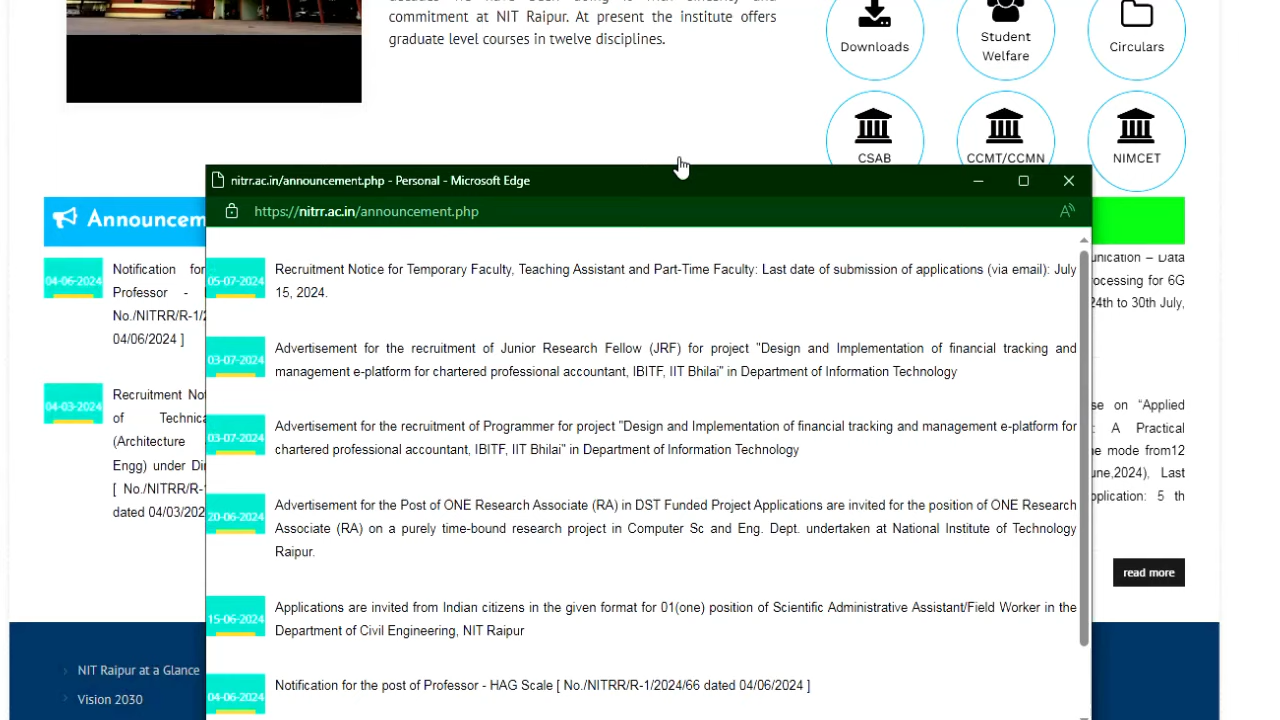 commitment at NIT Raipur. At present the institute offers
graduate level courses in twelve disciplines.
Downloads
Student
Welfare
Circulars
CSAB
CCMT/CCMN
NIMCET
nitrr.ac.in/announcement.php - Personal - Microsoft Edge
https://nitrr.ac.in/announcement.php
Announcem
04-06-2024
Notification for
Professor -
No./NITRR/R-1/2
04/06/2024 ]
04-03-2024
Recruitment Not
of Technica
(Architecture
Engg) under Di
[ No./NITRR/R-1
dated 04/03/202
05-07-2024
Recruitment Notice for Temporary Faculty, Teaching Assistant and Part-Time Faculty: Last date of submission of applications (via email): July
15, 2024.
03-07-2024
Advertisement for the recruitment of Junior Research Fellow (JRF) for project "Design and Implementation of financial tracking and
management e-platform for chartered professional accountant, IBITF, IIT Bhilai" in Department of Information Technology
03-07-2024
Advertisement for the recruitment of Programmer for project "Design and Implementation of financial tracking and management e-platform for
chartered professional accountant, IBITF, IIT Bhilai" in Department of Information Technology
20-06-2024
Advertisement for the Post of ONE Research Associate (RA) in DST Funded Project Applications are invited for the position of ONE Research
Associate (RA) on a purely time-bound research project in Computer Sc and Eng. Dept. undertaken at National Institute of Technology
Raipur.
15-06-2024
Applications are invited from Indian citizens in the given format for 01(one) position of Scientific Administrative Assistant/Field Worker in the
Department of Civil Engineering, NIT Raipur
04-06-2024
Notification for the post of Professor - HAG Scale [ No./NITRR/R-1/2024/66 dated 04/06/2024 ]
unication – Data
ocessing for 6G
24th to 30th July,
se on “Applied
: A Practical
ne mode from12
une,2024), Last
pplication: 5 th
read more
NIT Raipur at a Glance
Vision 2030